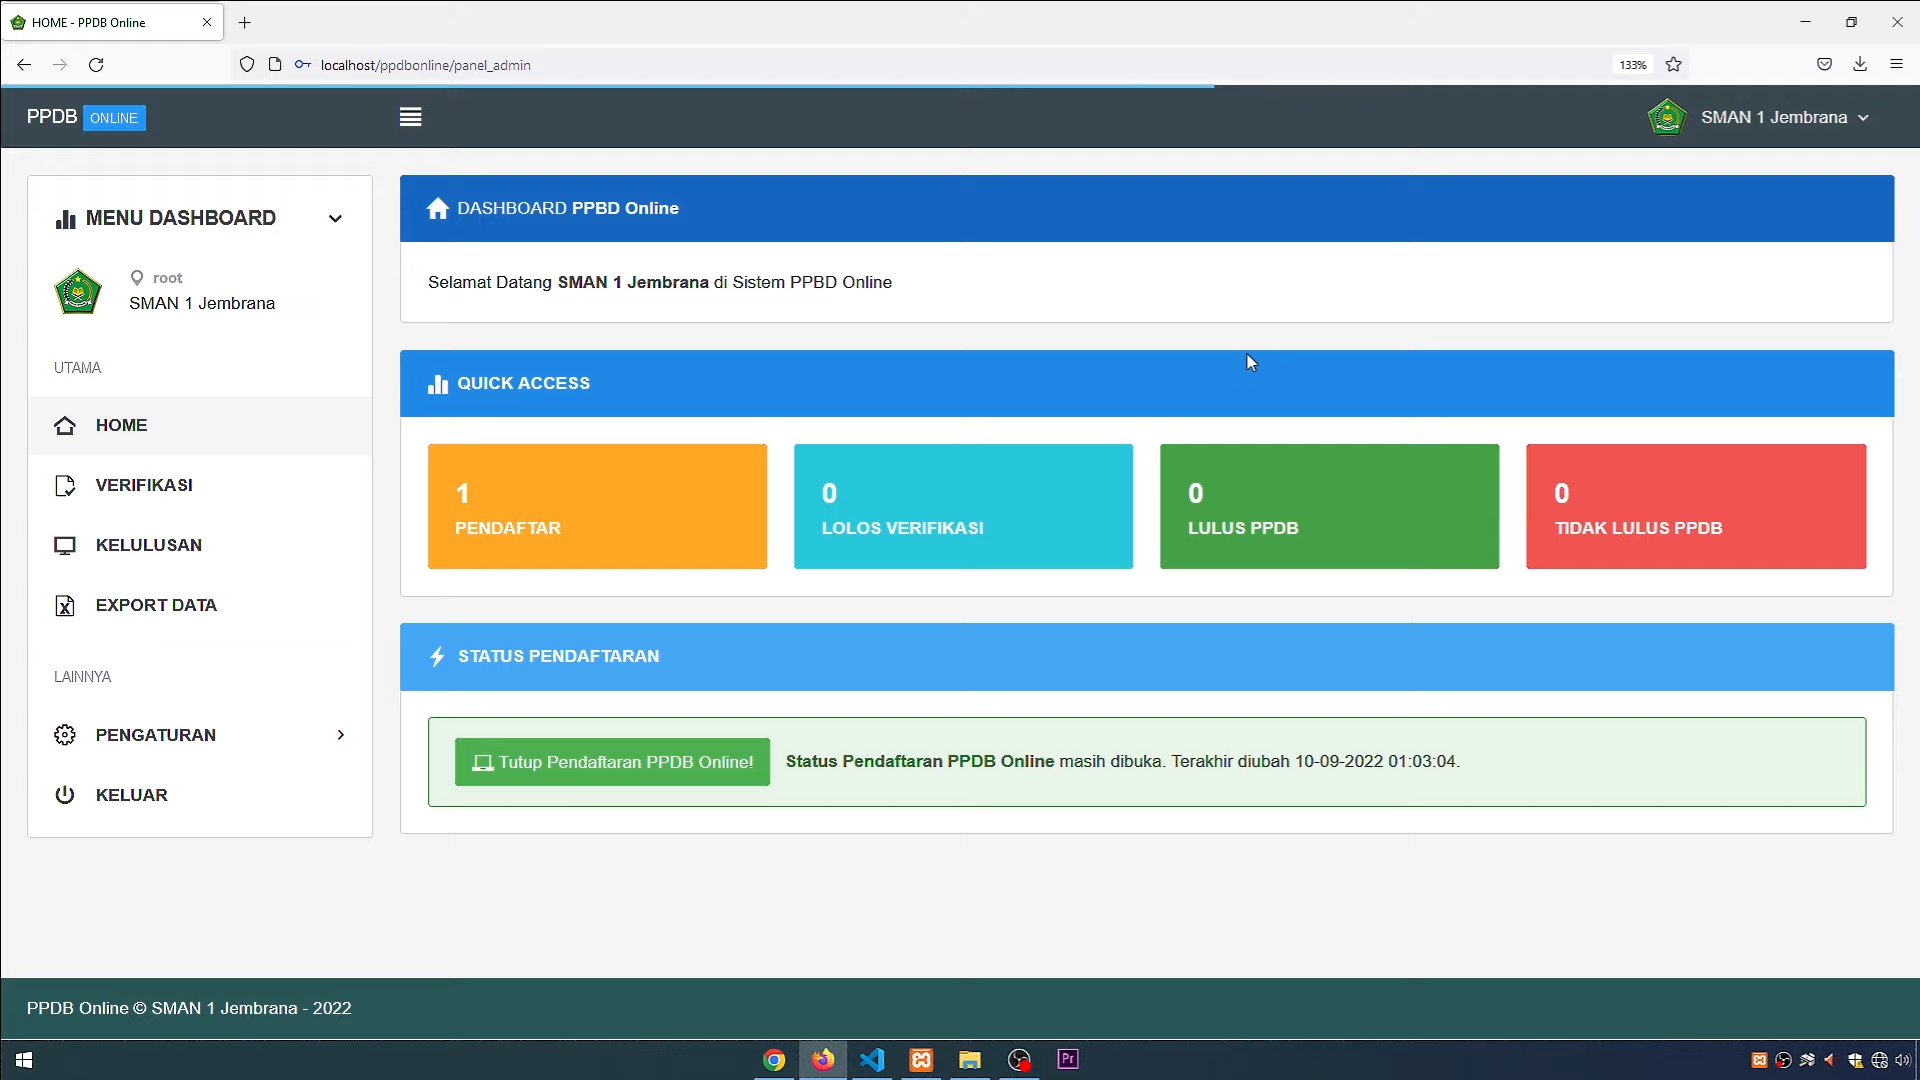 HOME - PPDB Online
localhost/ppdbonline/panel_admin
133%
PPDB ONLINE
SMAN 1 Jembrana
MENU DASHBOARD
root
SMAN 1 Jembrana
UTAMA
HOME
VERIFIKASI
KELULUSAN
EXPORT DATA
LAINNYA
PENGATURAN
KELUAR
DASHBOARD PPBD Online
Selamat Datang SMAN 1 Jembrana di Sistem PPBD Online
QUICK ACCESS
1
PENDAFTAR
0
LOLOS VERIFIKASI
0
LULUS PPDB
0
TIDAK LULUS PPDB
STATUS PENDAFTARAN
Tutup Pendaftaran PPDB Online!
Status Pendaftaran PPDB Online masih dibuka. Terakhir diubah 10-09-2022 01:03:04.
PPDB Online © SMAN 1 Jembrana - 2022
Pr